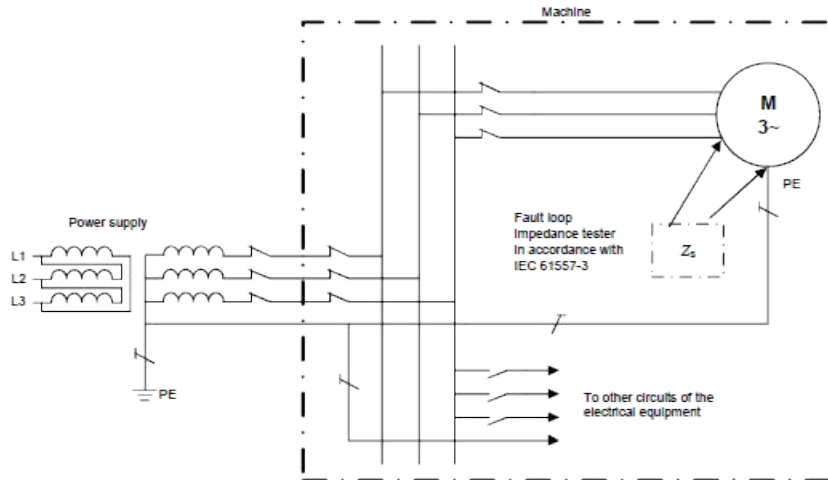 Machine
M
3~
PE
Power supply
Fault loop
Impedance tester
In accordance with
IEC 61557-3
Zs
L1
L2
L3
PE
To other circuits of the
electrical equipment